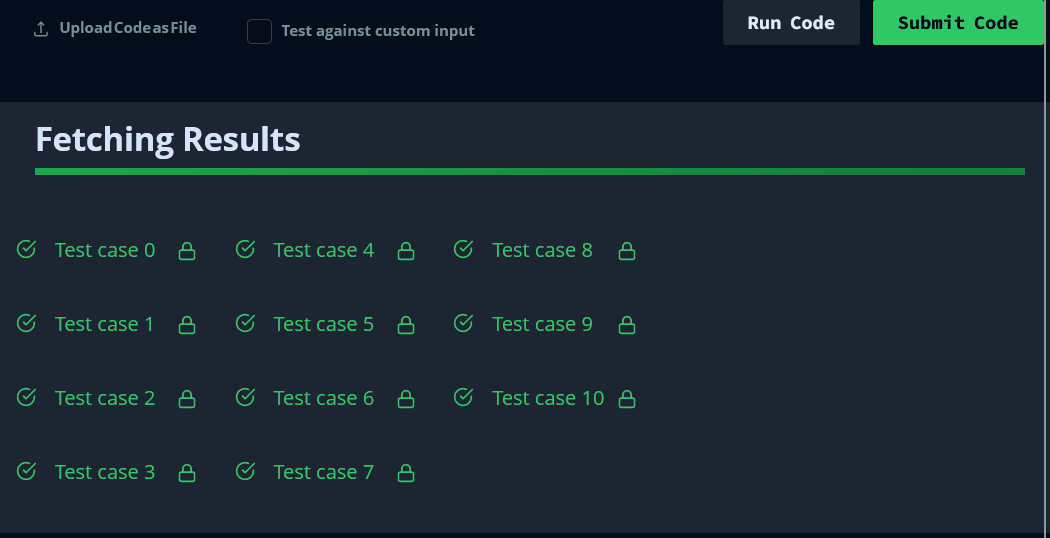 Upload Code as File
Test against custom input
Run Code
Submit Code
Fetching Results
Test case 0
Test case 4
Test case 8
Test case 1
Test case 5
Test case 9
Test case 2
Test case 6
Test case 10
Test case 3
Test case 7